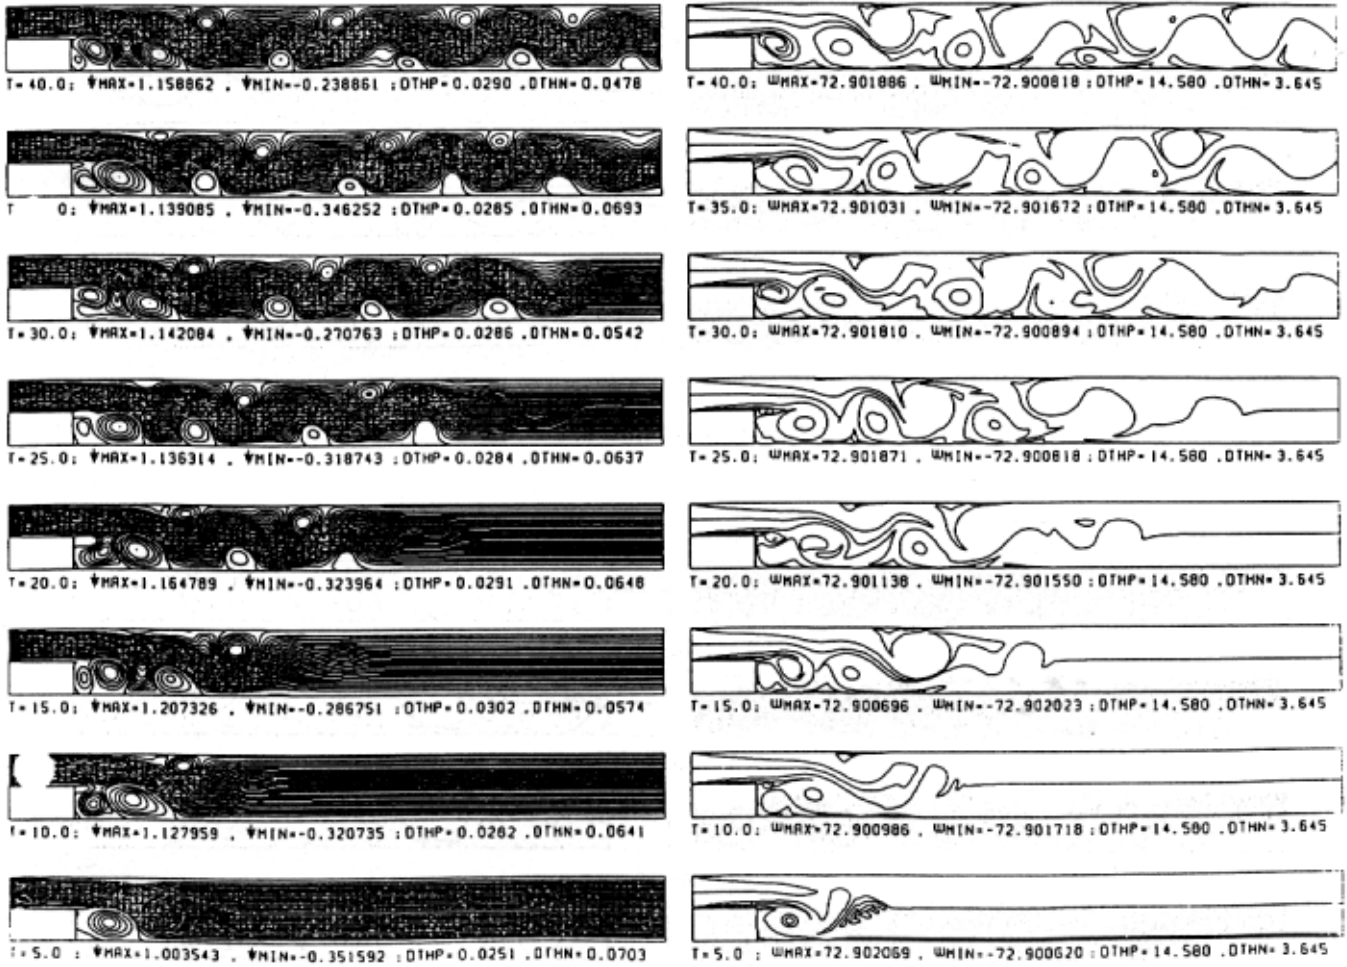 T=40.0; ΨMAX=1.158862 , ΨMIN=-0.238861 ;DTHP=0.0290 ,DTHN=0.0478
T=40.0; ωMAX=72.901886 , ωMIN=-72.900818 ;DTHP=14.580 ,DTHN=3.645
T 0; ΨMAX=1.139085 , ΨMIN=-0.346252 ;DTHP=0.0285 ,DTHN=0.0693
T=35.0; ωMAX=72.901031 , ωMIN=-72.901672 ;DTHP=14.580 ,DTHN=3.645
T=30.0; ΨMAX=1.142084 , ΨMIN=-0.270763 ;DTHP=0.0286 ,DTHN=0.0542
T=30.0; ωMAX=72.901810 , ωMIN=-72.900894 ;DTHP=14.580 ,DTHN=3.645
T=25.0; ΨMAX=1.136314 , ΨMIN=-0.318743 ;DTHP=0.0284 ,DTHN=0.0637
T=25.0; ωMAX=72.901871 , ωMIN=-72.900818 ;DTHP=14.580 ,DTHN=3.645
T=20.0; ΨMAX=1.164789 , ΨMIN=-0.323964 ;DTHP=0.0291 ,DTHN=0.0648
T=20.0; ωMAX=72.901138 , ωMIN=-72.901550 ;DTHP=14.580 ,DTHN=3.645
T=15.0; ΨMAX=1.207326 , ΨMIN=-0.286751 ;DTHP=0.0302 ,DTHN=0.0574
T=15.0; ωMAX=72.900696 , ωMIN=-72.902023 ;DTHP=14.580 ,DTHN=3.645
T=10.0; ΨMAX=1.127959 , ΨMIN=-0.320735 ;DTHP=0.0282 ,DTHN=0.0641
T=10.0; ωMAX=72.900986 , ωMIN=-72.901718 ;DTHP=14.580 ,DTHN=3.645
T=5.0 ; ΨMAX=1.003543 , ΨMIN=-0.351592 ;DTHP=0.0251 ,DTHN=0.0703
T=5.0 ; ωMAX=72.902069 , ωMIN=-72.900620 ;DTHP=14.580 ,DTHN=3.645